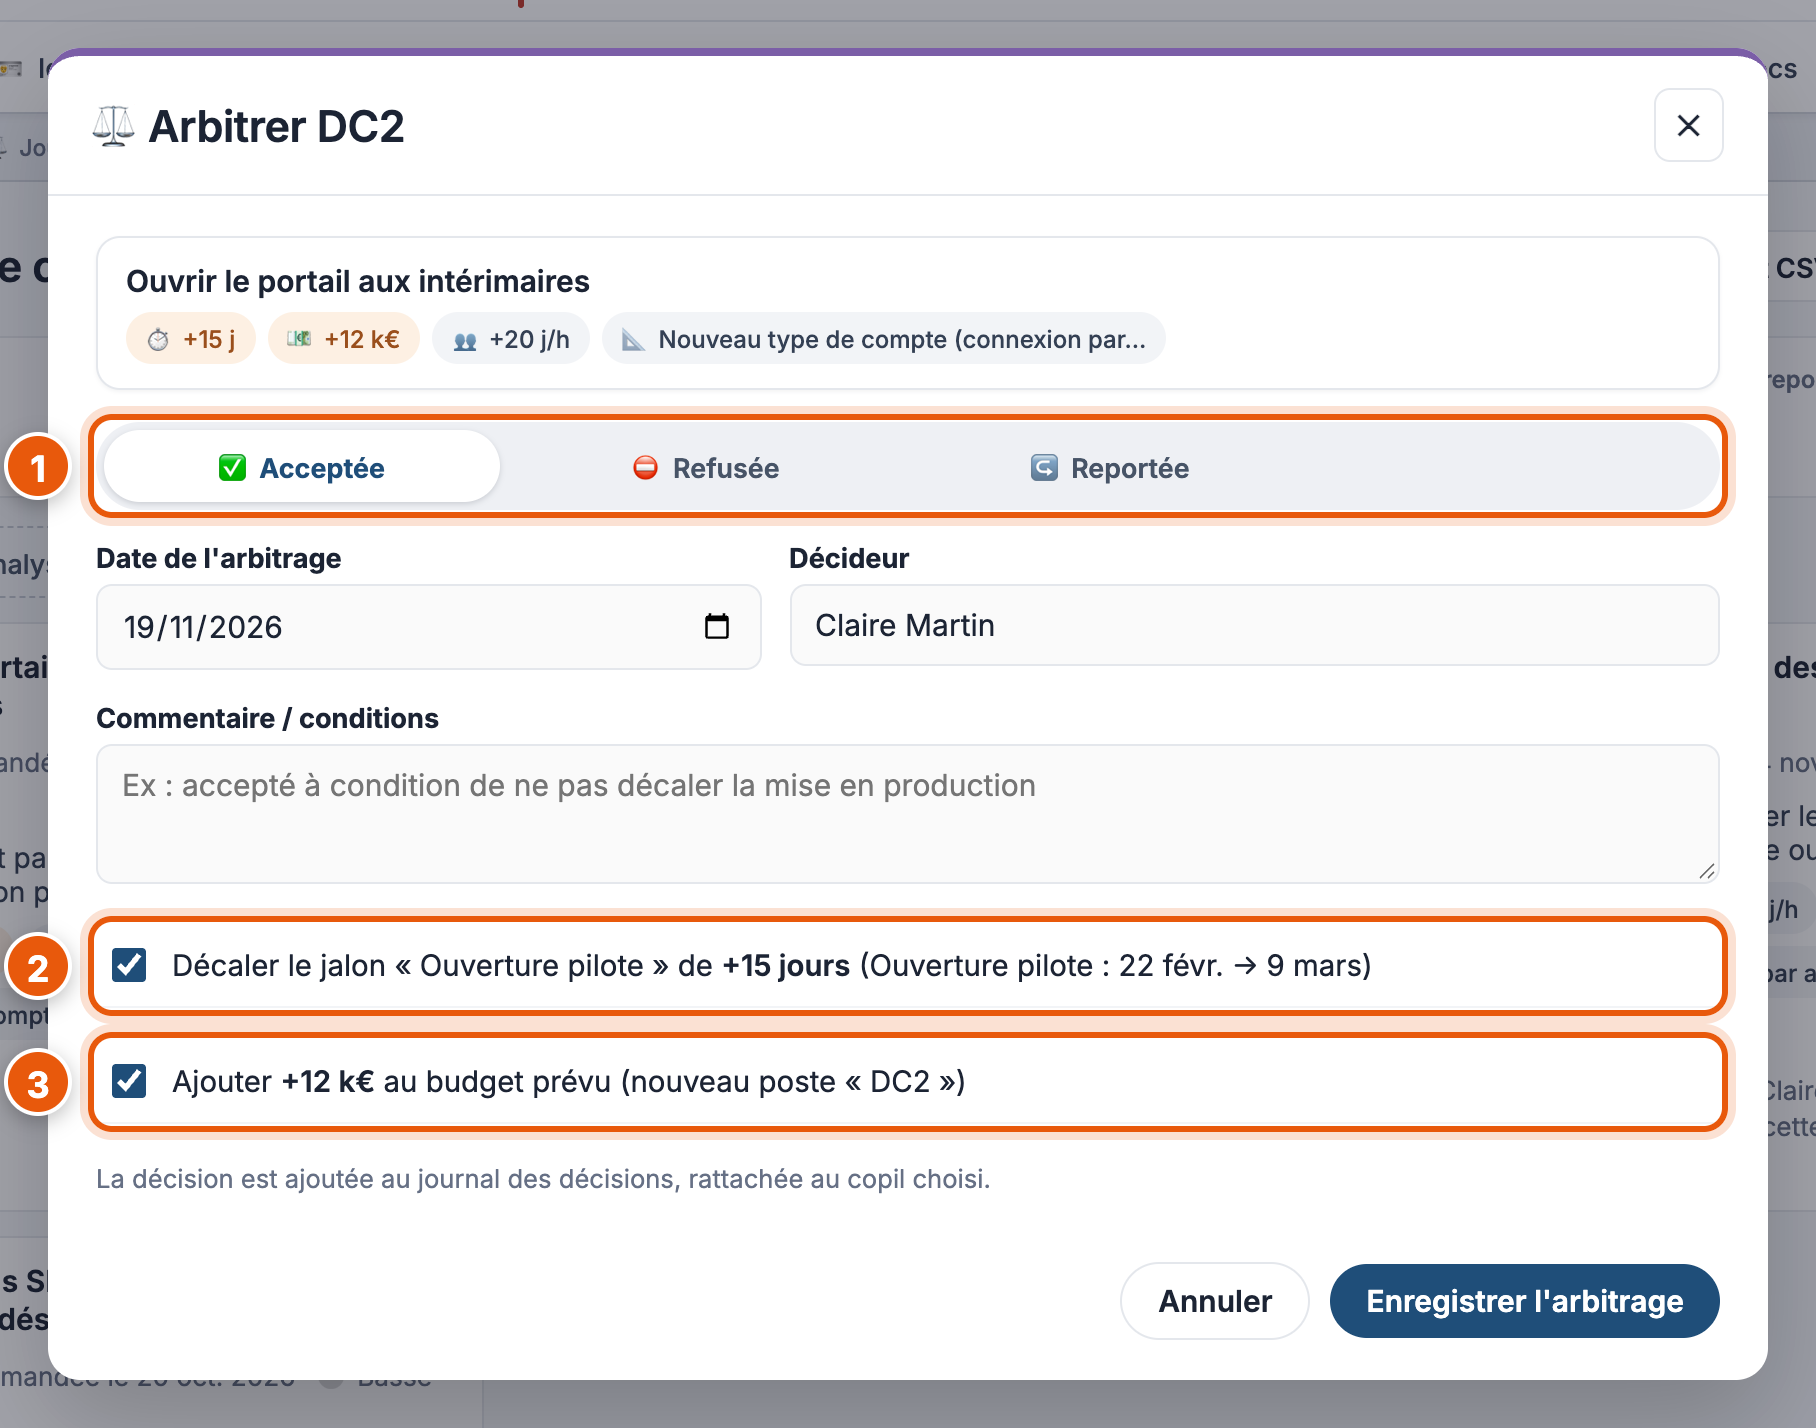 Arbitrer DC2
Ouvrir le portail aux intérimaires
+15 j
+12 k€
+20 j/h
Nouveau type de compte (connexion par...
1
Acceptée
Refusée
Reportée
Date de l'arbitrage
Décideur
19/11/2026
Claire Martin
Commentaire / conditions
Ex : accepté à condition de ne pas décaler la mise en production
2
Décaler le jalon « Ouverture pilote » de +15 jours (Ouverture pilote : 22 févr. → 9 mars)
3
Ajouter +12 k€ au budget prévu (nouveau poste « DC2 »)
La décision est ajoutée au journal des décisions, rattachée au copil choisi.
Annuler
Enregistrer l'arbitrage